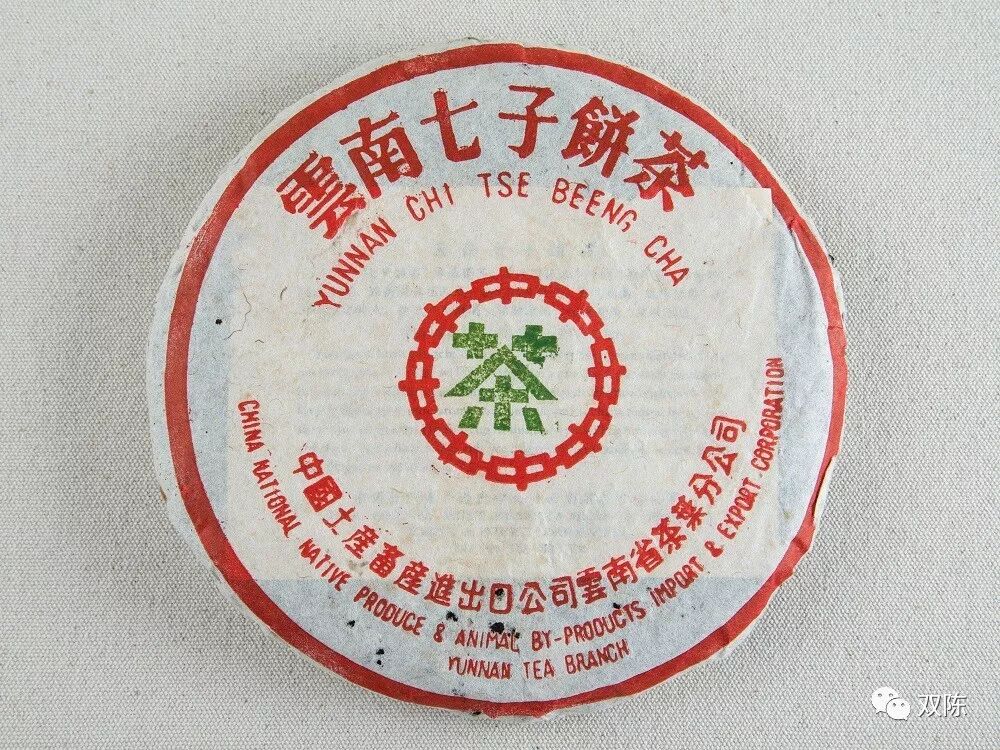 雲南七子餅茶
YUNNAN CHI TSE BEENG CHA
茶
中國土產畜產進出口公司雲南省茶葉分公司
CHINA NATIONAL NATIVE PRODUCE & ANIMAL BY-PRODUCTS IMPORT & EXPORT CORPORATION
YUNNAN TEA BRANCH
双陈